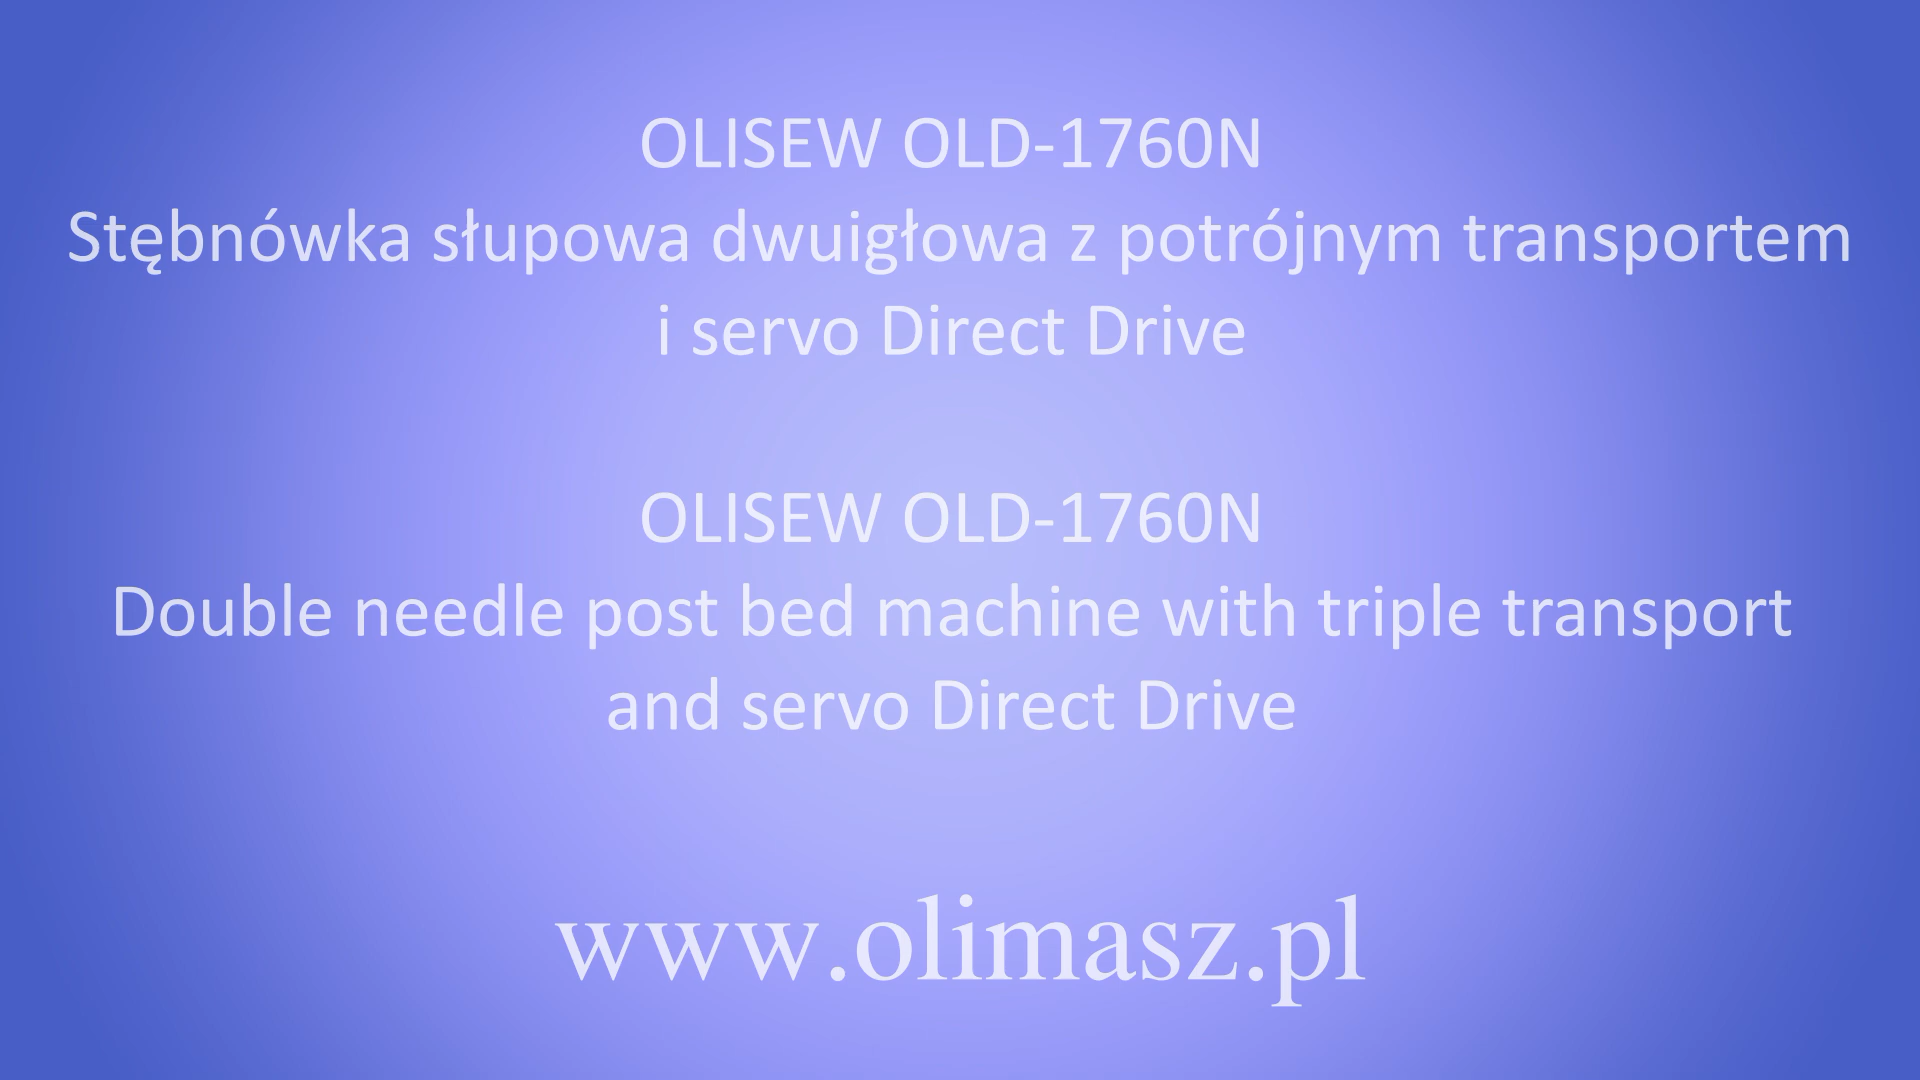 OLISEW OLD-1760N
Stębnówka słupowa dwuigłowa z potrójnym transportem
i servo Direct Drive
OLISEW OLD-1760N
Double needle post bed machine with triple transport
and servo Direct Drive
www.olimasz.pl